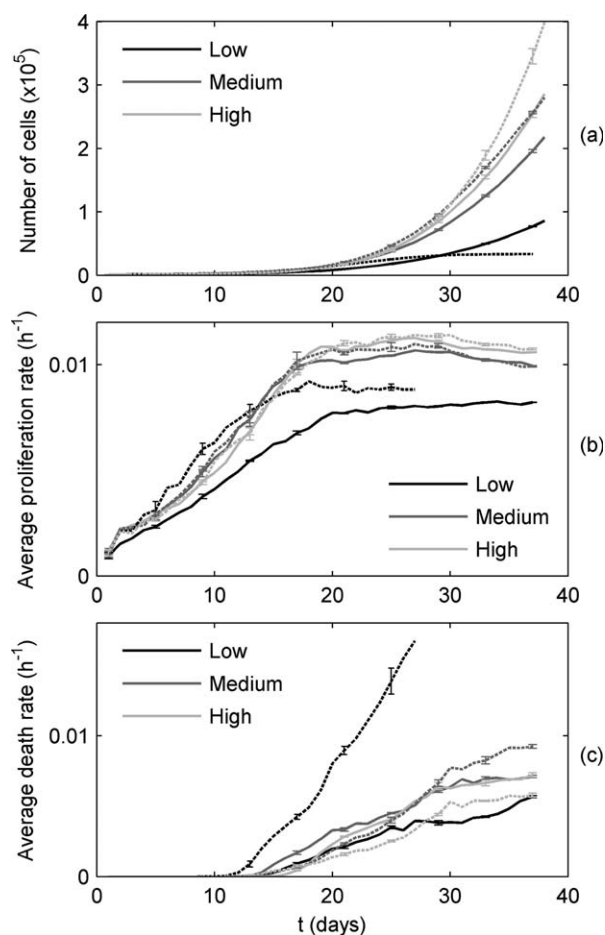 4
3
2
1
0
0
10
20
30
40
Number of cells (x10⁵)
Low
Medium
High
(a)
0.01
0
0
10
20
30
40
Average proliferation rate (h⁻¹)
Low
Medium
High
(b)
0.01
0
0
10
20
30
40
Average death rate (h⁻¹)
Low
Medium
High
(c)
t (days)